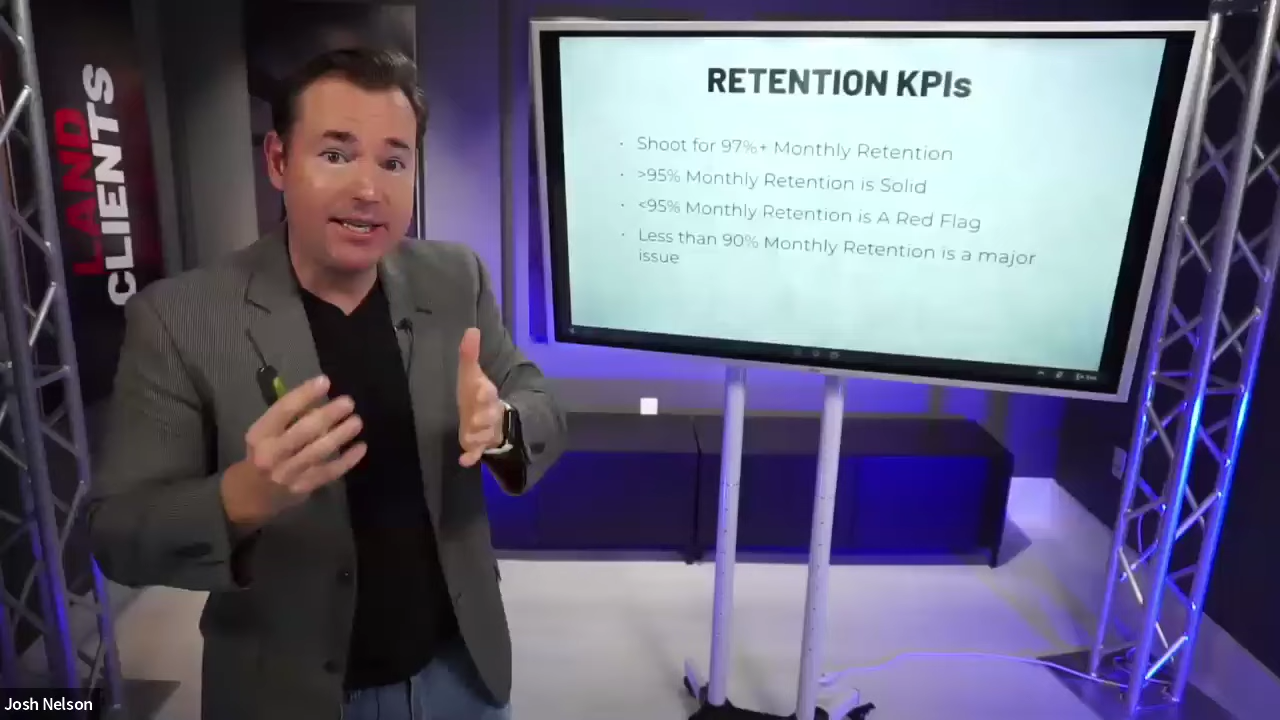 LAND
CLIENTS
RETENTION KPIs
· Shoot for 97%+ Monthly Retention
· >95% Monthly Retention is Solid
· <95% Monthly Retention is A Red Flag
· Less than 90% Monthly Retention is a major
issue
Josh Nelson